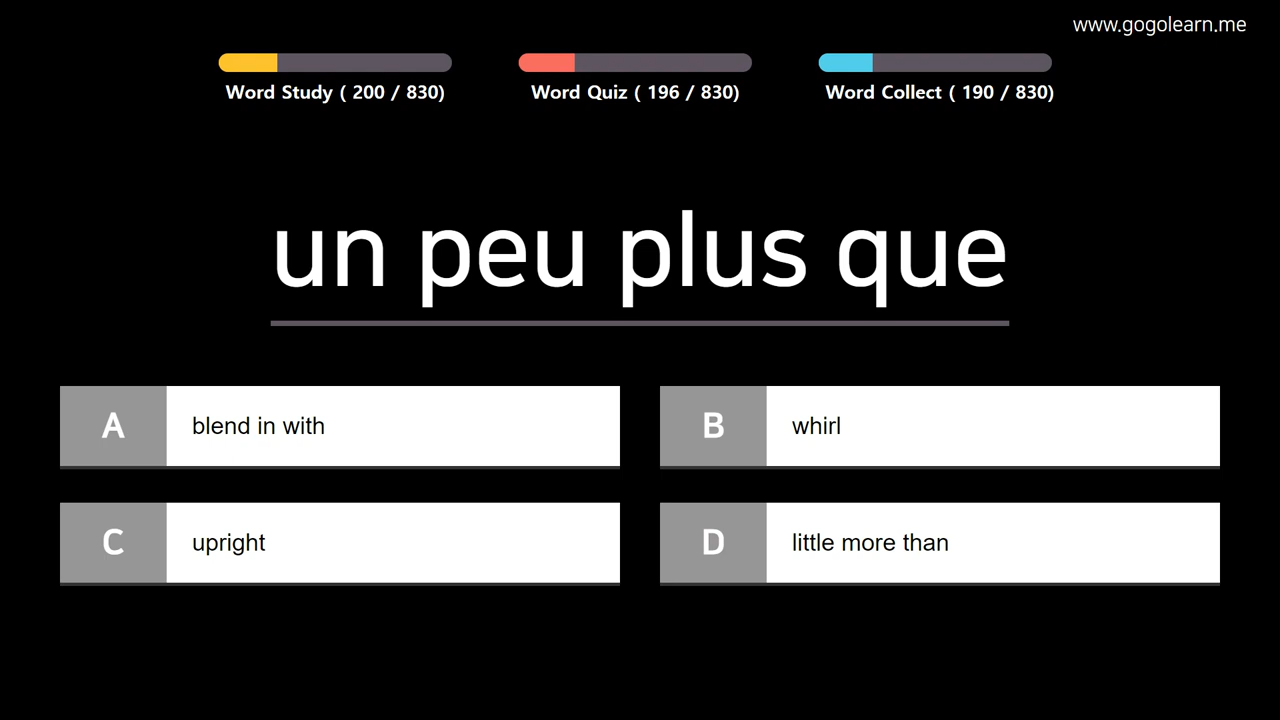 www.gogolearn.me
Word Study ( 200 / 830)
Word Quiz ( 196 / 830)
Word Collect ( 190 / 830)
un peu plus que
A blend in with
B whirl
C upright
D little more than